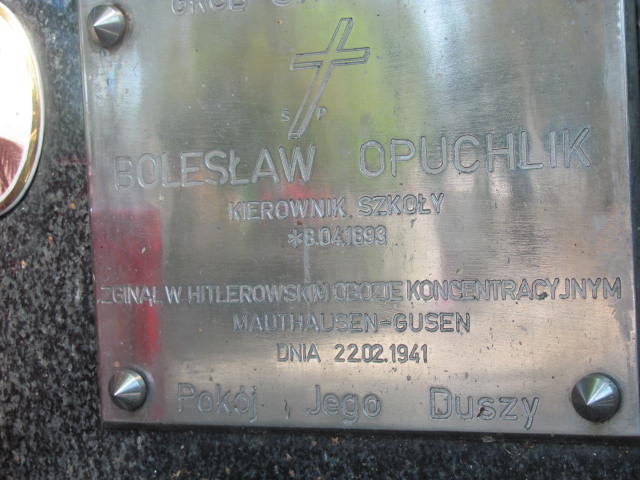 GRÓB
Ś P
BOLESŁAW OPUCHLIK
KIEROWNIK SZKOŁY
*8.04.1893
ZGINĄŁ W HITLEROWSKIM OBOZIE KONCENTRACYJNYM
MAUTHAUSEN-GUSEN
DNIA 22.02.1941
Pokój Jego Duszy